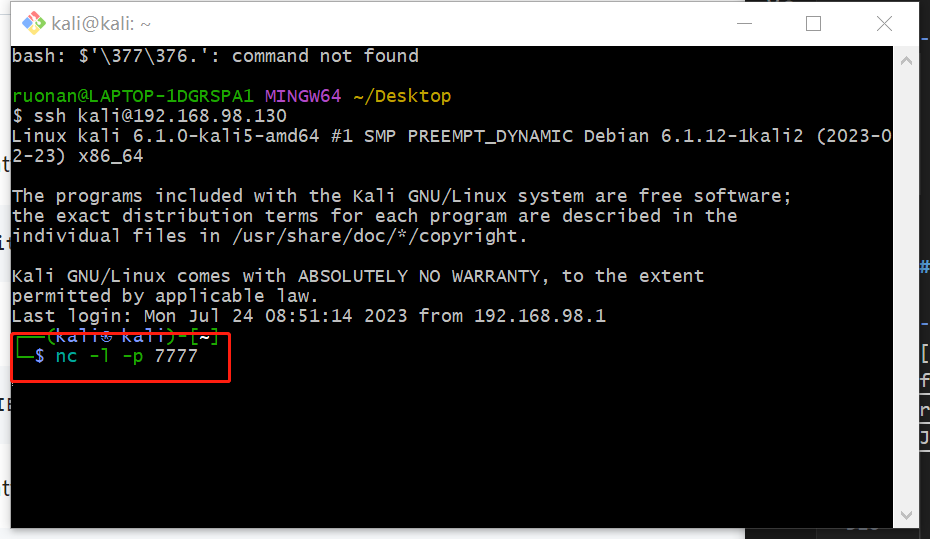 kali@kali: ~
bash: $'\377\376.': command not found
ruonan@LAPTOP-1DGRSPA1 MINGW64 ~/Desktop
$ ssh kali@192.168.98.130
Linux kali 6.1.0-kali5-amd64 #1 SMP PREEMPT_DYNAMIC Debian 6.1.12-1kali2 (2023-0
2-23) x86_64
The programs included with the Kali GNU/Linux system are free software;
the exact distribution terms for each program are described in the
individual files in /usr/share/doc/*/copyright.
Kali GNU/Linux comes with ABSOLUTELY NO WARRANTY, to the extent
permitted by applicable law.
Last login: Mon Jul 24 08:51:14 2023 from 192.168.98.1
┌──(kali㉿kali)-[~]
└─$ nc -l -p 7777